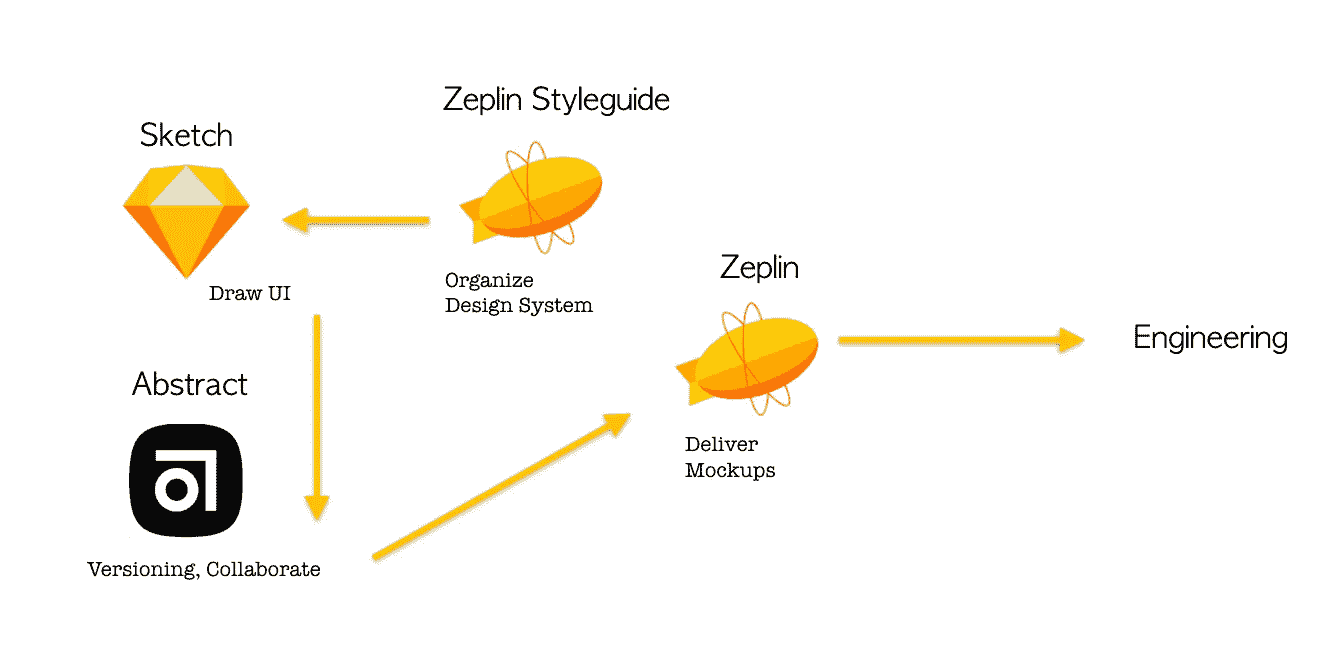 Zeplin Styleguide
Sketch
Draw UI
Organize
Design System
Zeplin
Engineering
Abstract
Deliver
Mockups
Versioning, Collaborate